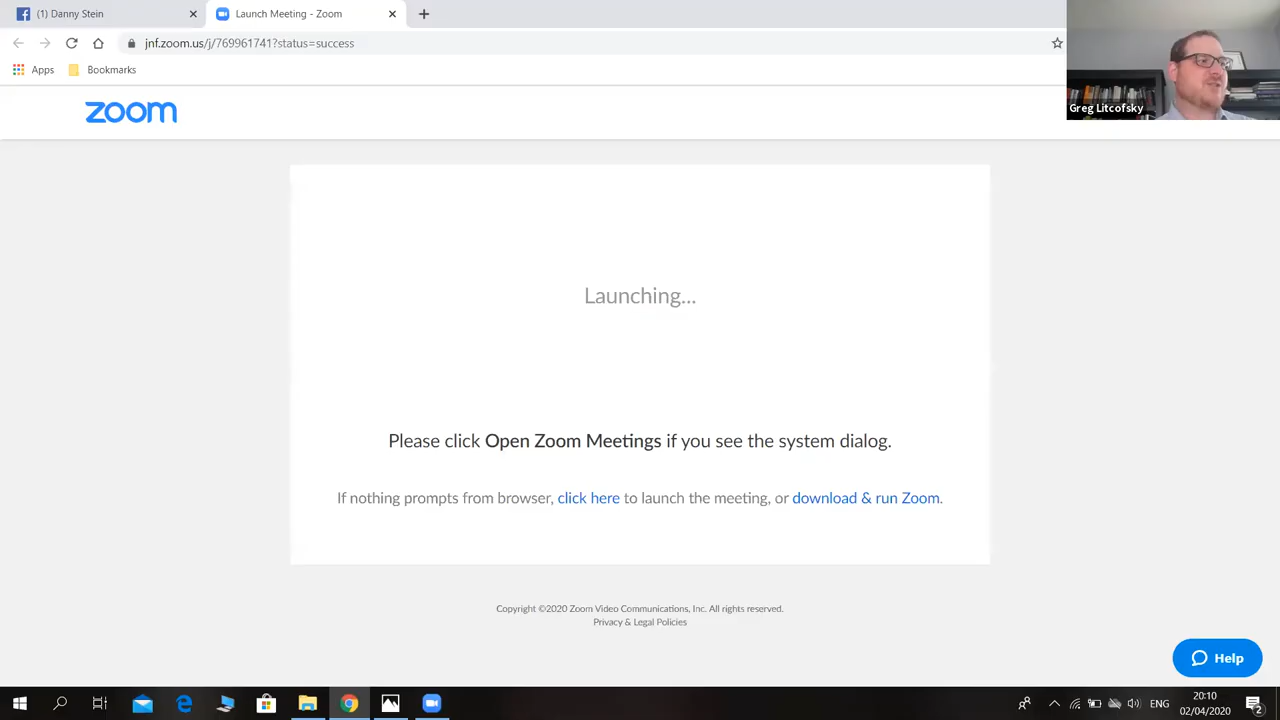 (1) Danny Stein
Launch Meeting - Zoom
jnf.zoom.us/j/769961741?status=success
Apps
Bookmarks
Greg Litcofsky
zoom
Launching...
Please click Open Zoom Meetings if you see the system dialog.
If nothing prompts from browser, click here to launch the meeting, or download & run Zoom.
Copyright ©2020 Zoom Video Communications, Inc. All rights reserved.
Privacy & Legal Policies
Help
ENG
20:10
02/04/2020
2